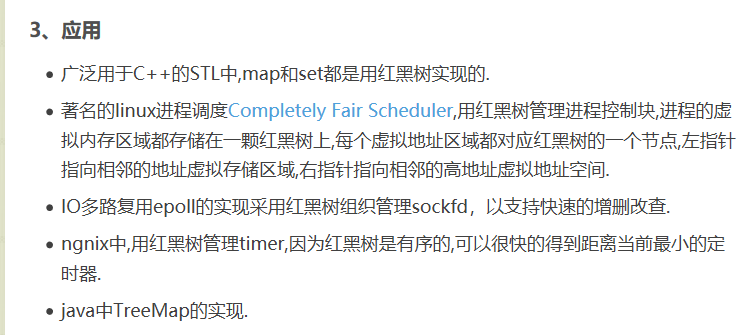 3、应用
广泛用于C++的STL中,map和set都是用红黑树实现的.
著名的linux进程调度Completely Fair Scheduler,用红黑树管理进程控制块,进程的虚
拟内存区域都存储在一颗红黑树上,每个虚拟地址区域都对应红黑树的一个节点,左指针
指向相邻的地址虚拟存储区域,右指针指向相邻的高地址虚拟地址空间.
IO多路复用epoll的实现采用红黑树组织管理sockfd，以支持快速的增删改查.
ngnix中,用红黑树管理timer,因为红黑树是有序的,可以很快的得到距离当前最小的定
时器.
java中TreeMap的实现.